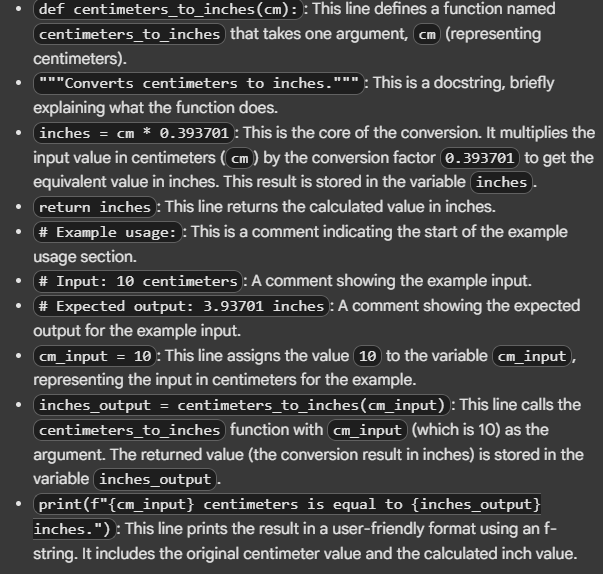 • def centimeters_to_inches(cm): : This line defines a function named
centimeters_to_inches that takes one argument, cm (representing
centimeters).
• """Converts centimeters to inches.""" : This is a docstring, briefly
explaining what the function does.
• inches = cm * 0.393701 : This is the core of the conversion. It multiplies the
input value in centimeters ( cm ) by the conversion factor 0.393701 to get the
equivalent value in inches. This result is stored in the variable inches .
• return inches : This line returns the calculated value in inches.
• # Example usage: : This is a comment indicating the start of the example
usage section.
• # Input: 10 centimeters : A comment showing the example input.
• # Expected output: 3.93701 inches : A comment showing the expected
output for the example input.
• cm_input = 10 : This line assigns the value 10 to the variable cm_input ,
representing the input in centimeters for the example.
• inches_output = centimeters_to_inches(cm_input) : This line calls the
centimeters_to_inches function with cm_input (which is 10) as the
argument. The returned value (the conversion result in inches) is stored in the
variable inches_output .
• print(f"{cm_input} centimeters is equal to {inches_output}
inches.") : This line prints the result in a user-friendly format using an f-
string. It includes the original centimeter value and the calculated inch value.